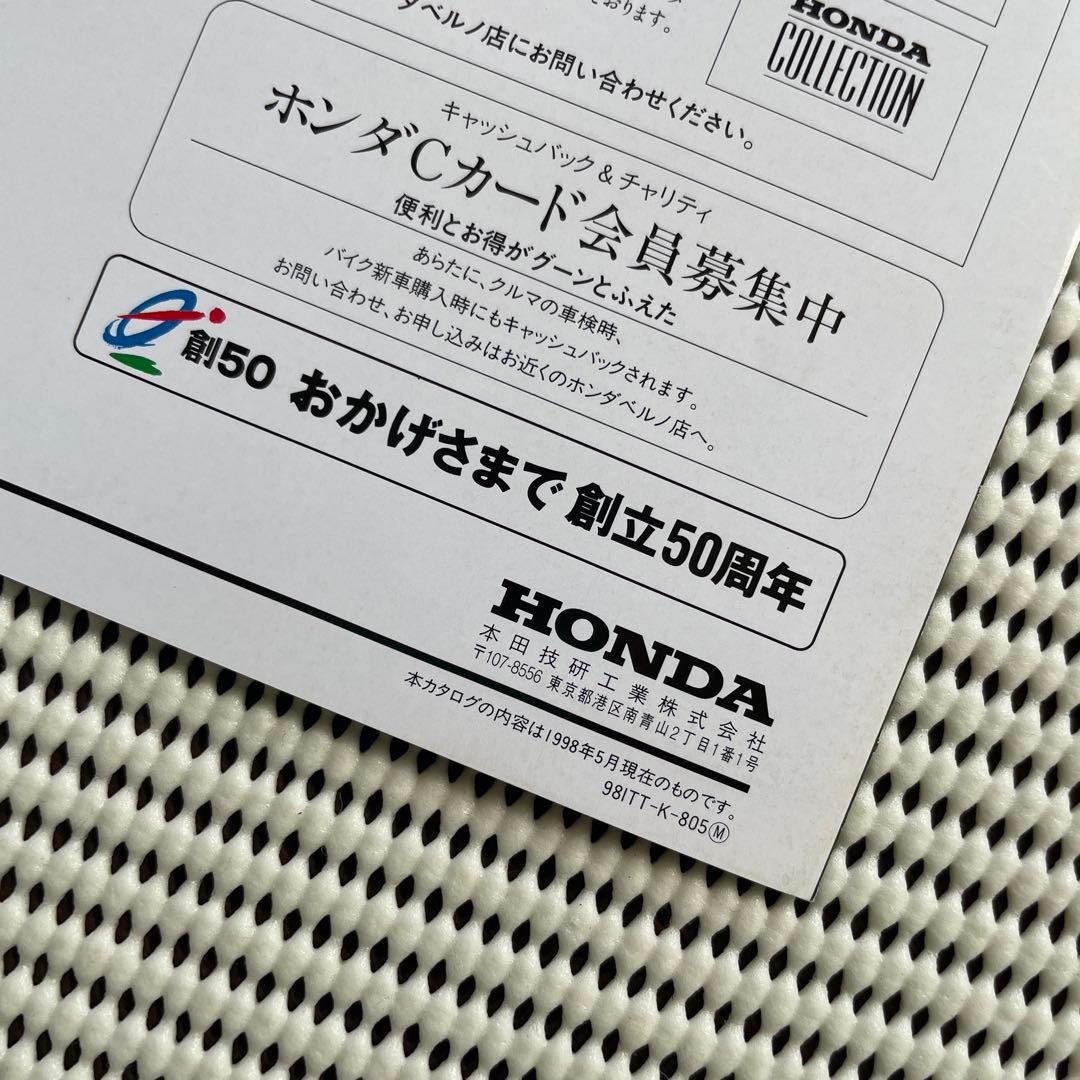 ております。
ダベルノ店にお問い合わせください。
HONDA
COLLECTION
キャッシュバック&チャリティ
ホンダCカード会員募集中
便利とお得がグーンとふえた
あらたに、クルマの車検時、
バイク新車購入時にもキャッシュバックされます。
お問い合わせ、お申し込みはお近くのホンダベルノ店へ。
創50 おかげさまで 創立50周年
HONDA
本田技研工業株式会社
〒107-8556 東京都港区南青山2丁目1番1号
本カタログの内容は1998年5月現在のものです。
98ITT-K-805Ⓜ